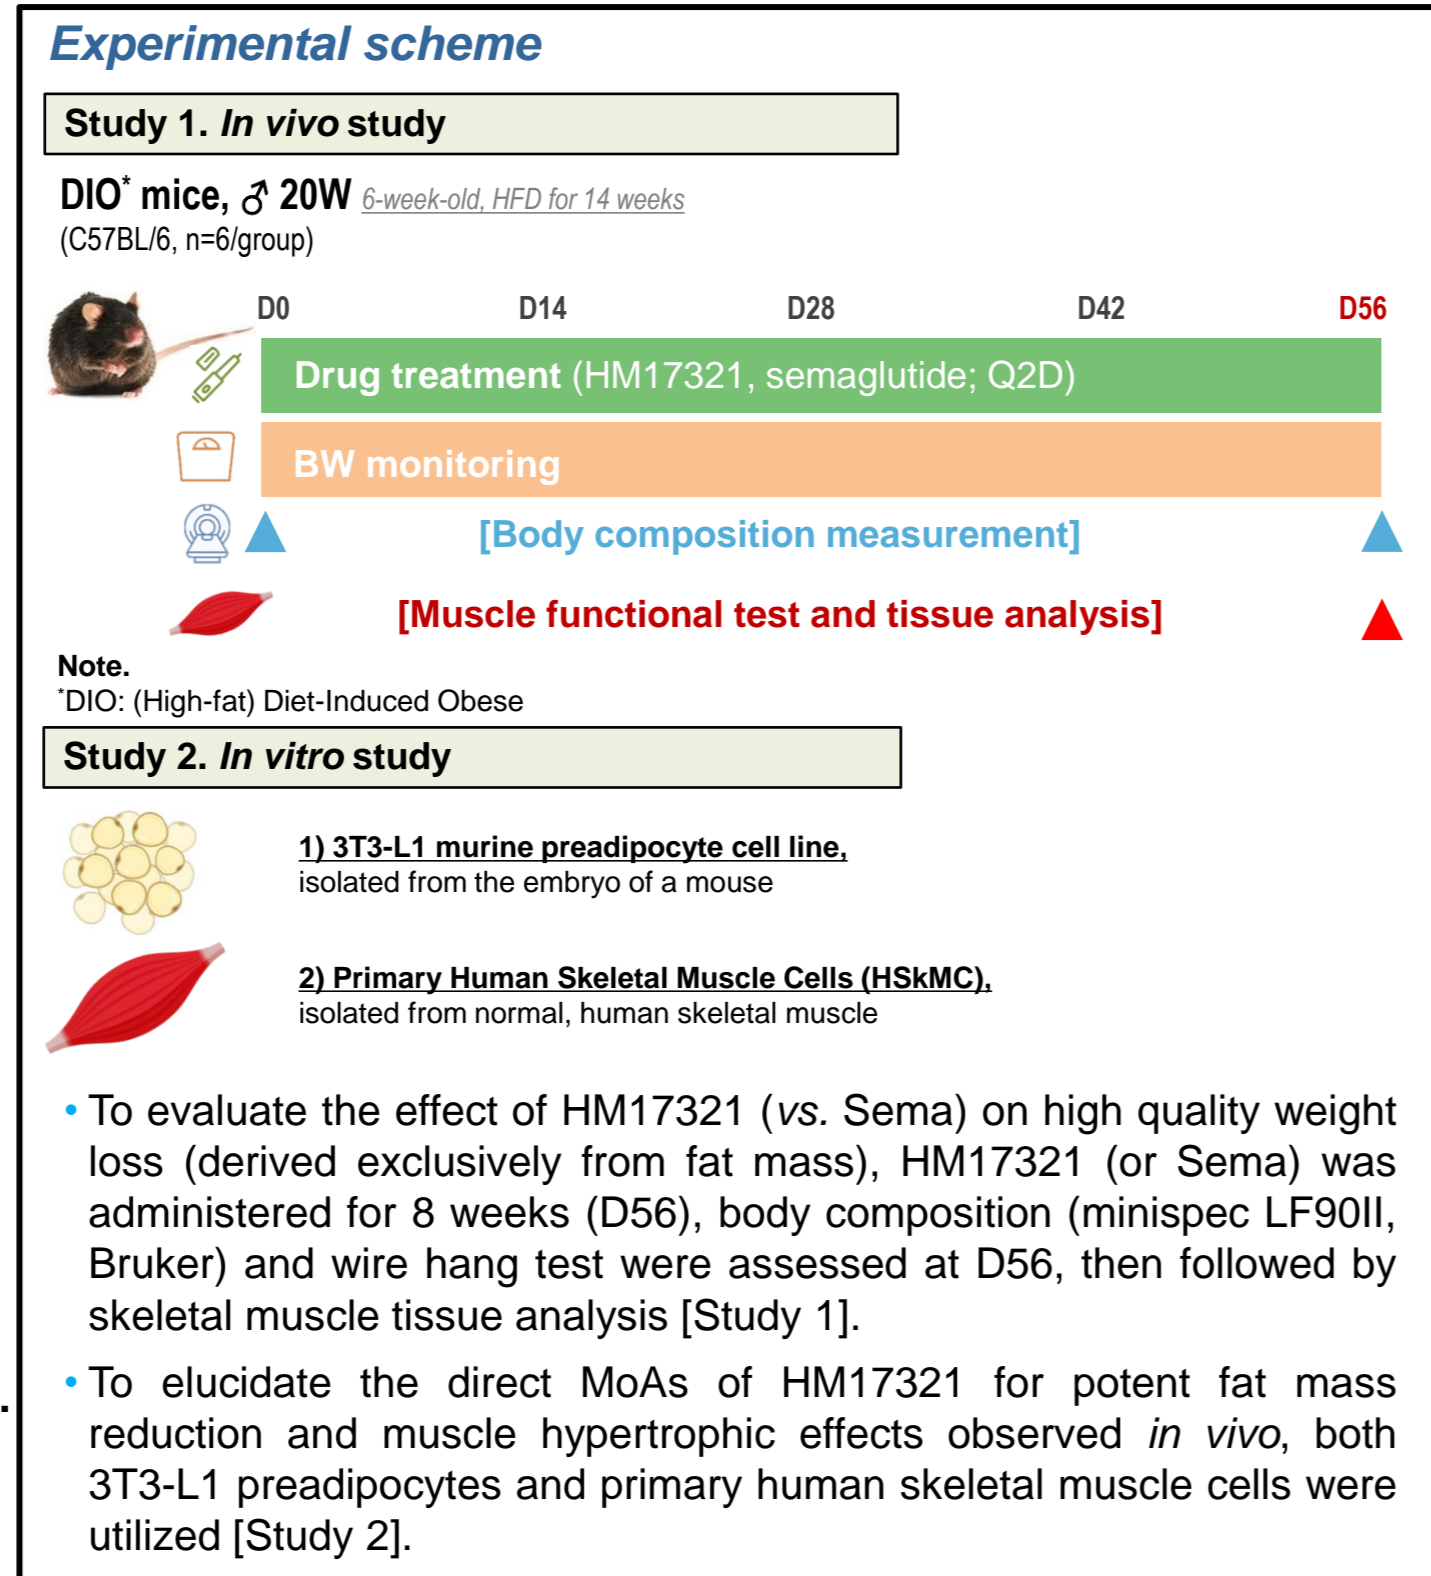 Experimental scheme
Study 1. In vivo study
DIO* mice, ♂ 20W 6-week-old, HFD for 14 weeks
(C57BL/6, n=6/group)
D0 D14 D28 D42 D56
Drug treatment (HM17321, semaglutide; Q2D)
BW monitoring
[Body composition measurement]
[Muscle functional test and tissue analysis]
Note.
*DIO: (High-fat) Diet-Induced Obese
Study 2. In vitro study
1) 3T3-L1 murine preadipocyte cell line,
isolated from the embryo of a mouse
2) Primary Human Skeletal Muscle Cells (HSkMC),
isolated from normal, human skeletal muscle
• To evaluate the effect of HM17321 (vs. Sema) on high quality weight
loss (derived exclusively from fat mass), HM17321 (or Sema) was
administered for 8 weeks (D56), body composition (minispec LF90II,
Bruker) and wire hang test were assessed at D56, then followed by
skeletal muscle tissue analysis [Study 1].
• To elucidate the direct MoAs of HM17321 for potent fat mass
reduction and muscle hypertrophic effects observed in vivo, both
3T3-L1 preadipocytes and primary human skeletal muscle cells were
utilized [Study 2].